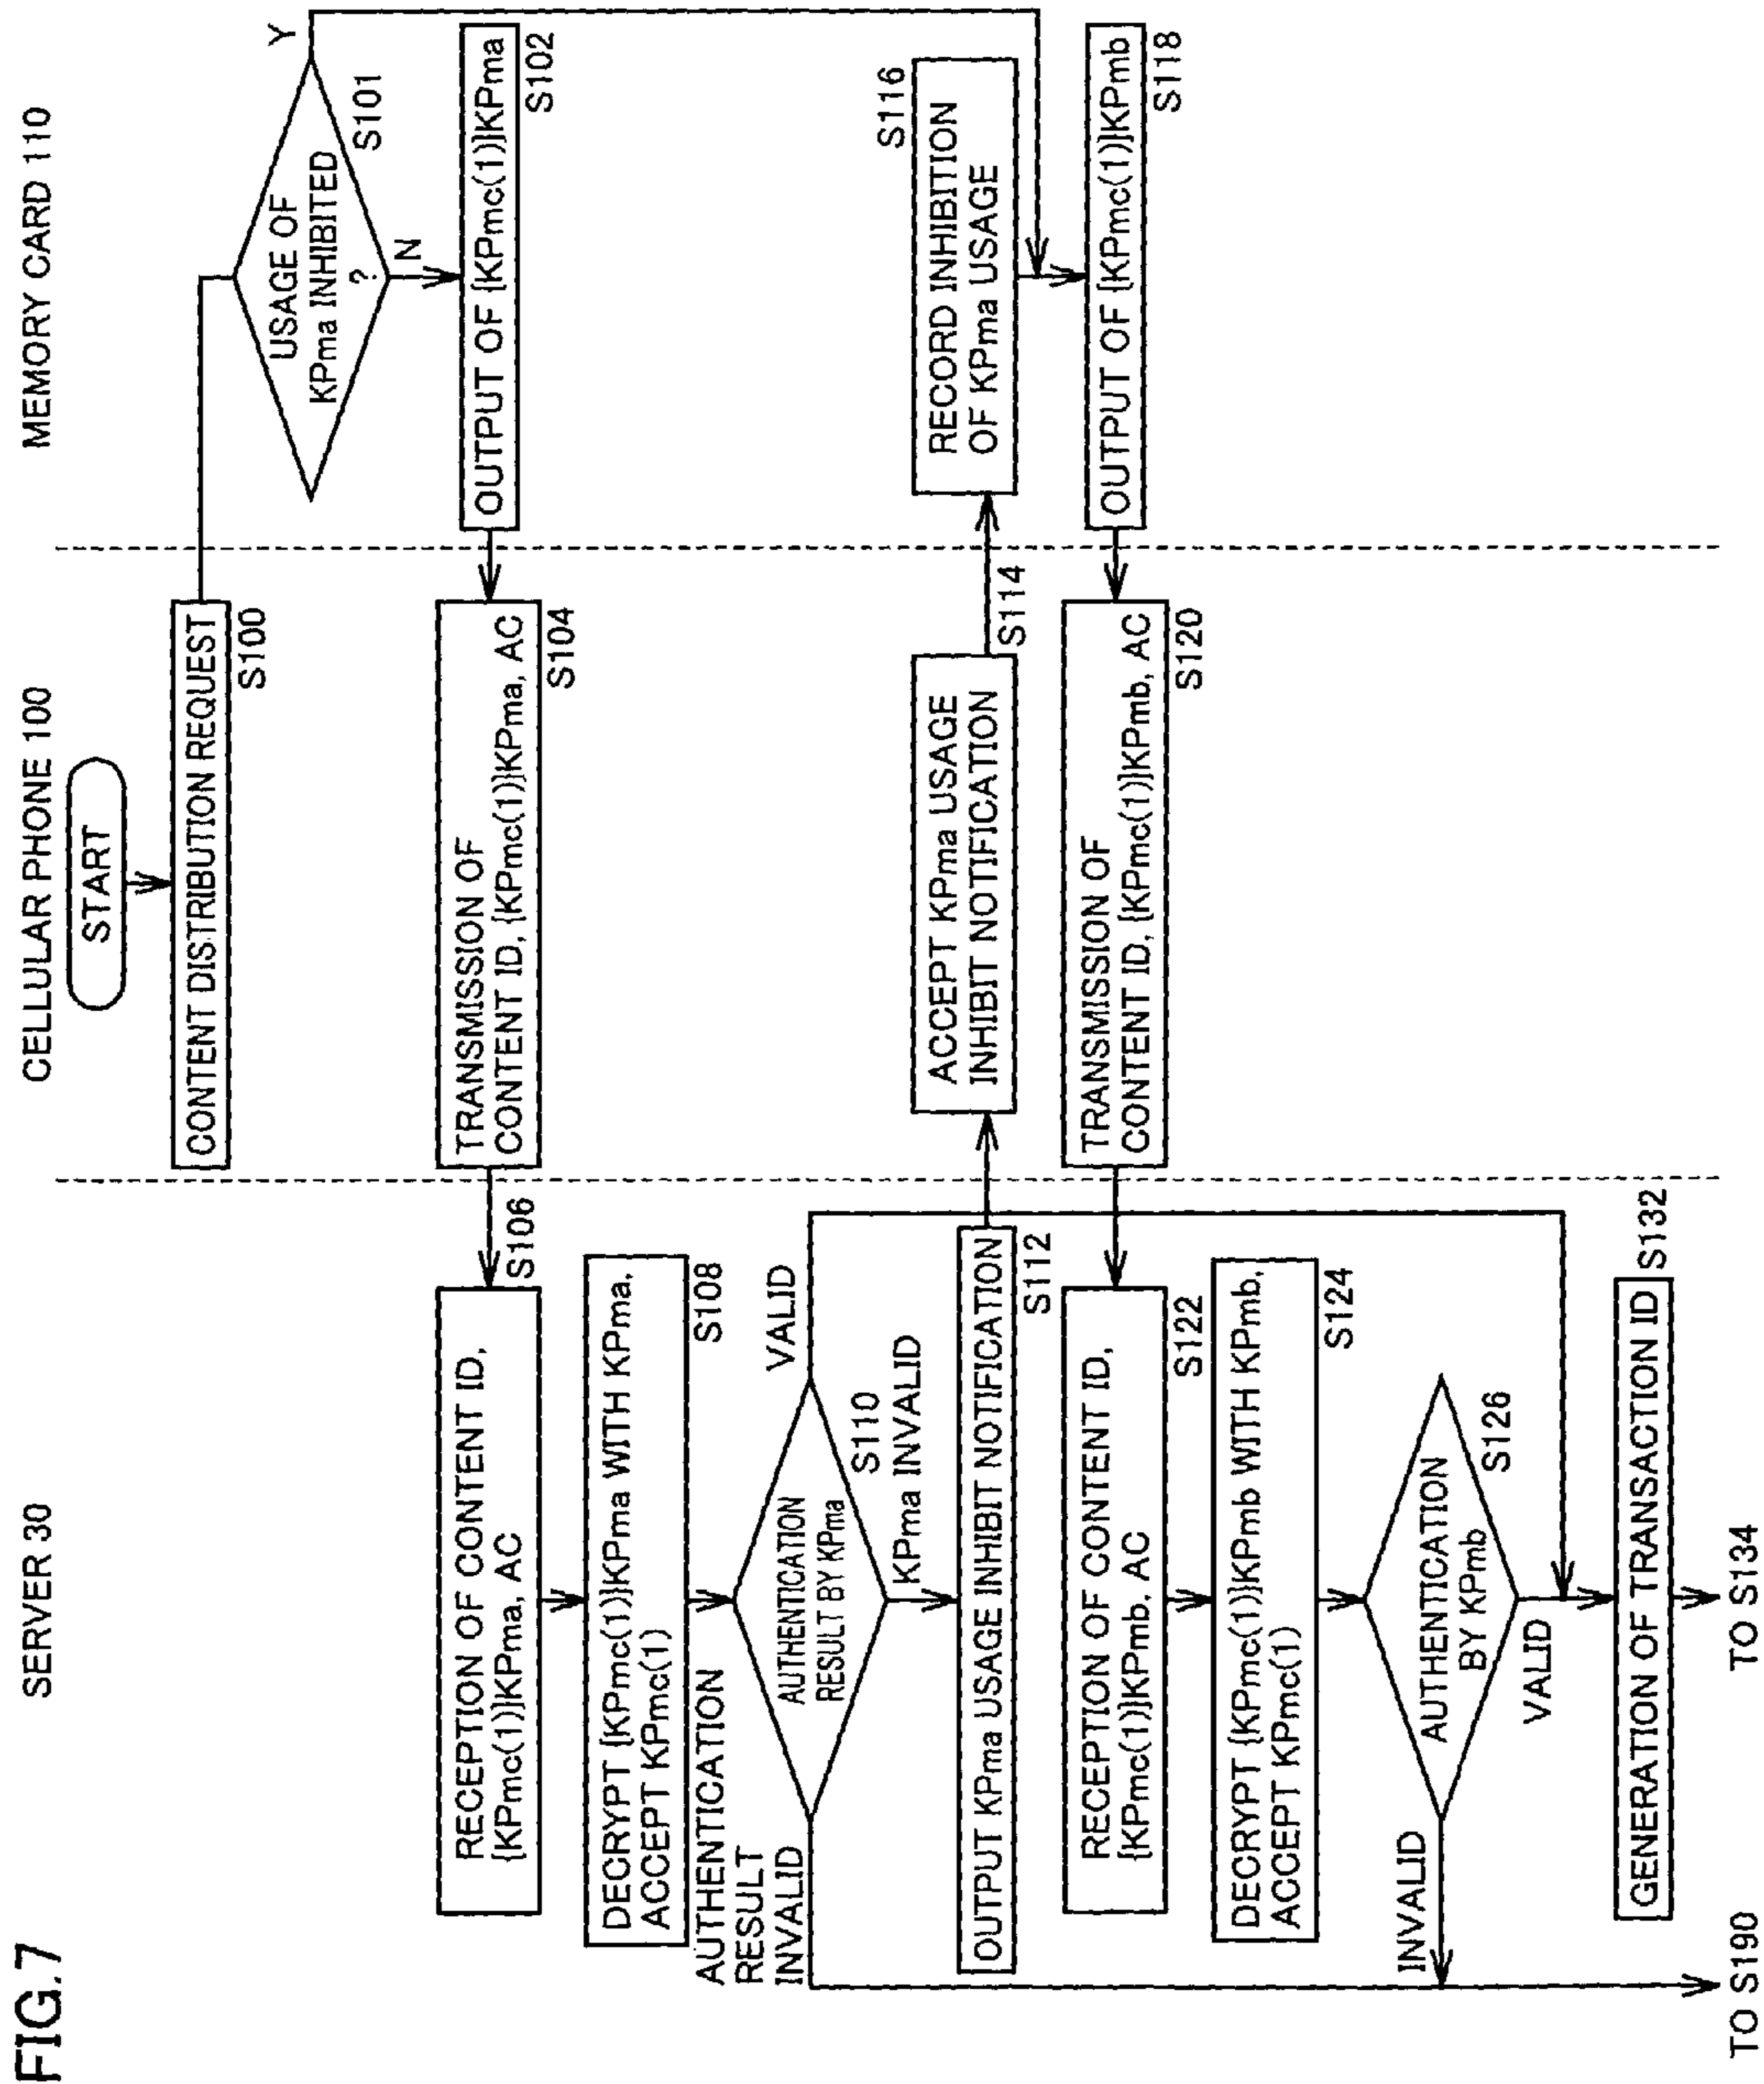 FIG.7
SERVER 30
CELLULAR PHONE 100
MEMORY CARD 110
START
CONTENT DISTRIBUTION REQUEST
S100
USAGE OF
KPma INHIBITED
?
S101
Y
N
OUTPUT OF {KPmc(1)}KPma
S102
TRANSMISSION OF
CONTENT ID, {KPmc(1)}KPma, AC
S104
S106
RECEPTION OF CONTENT ID,
{KPmc(1)}KPma, AC
DECRYPT {KPmc(1)}KPma WITH KPma,
ACCEPT KPmc(1)
S108
AUTHENTICATION
RESULT
INVALID
AUTHENTICATION
RESULT BY KPma
VALID
S110
KPma INVALID
OUTPUT KPma USAGE INHIBIT NOTIFICATION
S112
ACCEPT KPma USAGE
INHIBIT NOTIFICATION
S114
S116
RECORD INHIBITION
OF KPma USAGE
OUTPUT OF {KPmc(1)}KPmb
S118
TRANSMISSION OF
CONTENT ID, {KPmc(1)}KPmb, AC
S120
RECEPTION OF CONTENT ID,
{KPmc(1)}KPmb, AC
S122
DECRYPT {KPmc(1)}KPmb WITH KPmb,
ACCEPT KPmc(1)
S124
INVALID
AUTHENTICATION
BY KPmb
S126
VALID
GENERATION OF TRANSACTION ID
S132
TO S190
TO S134